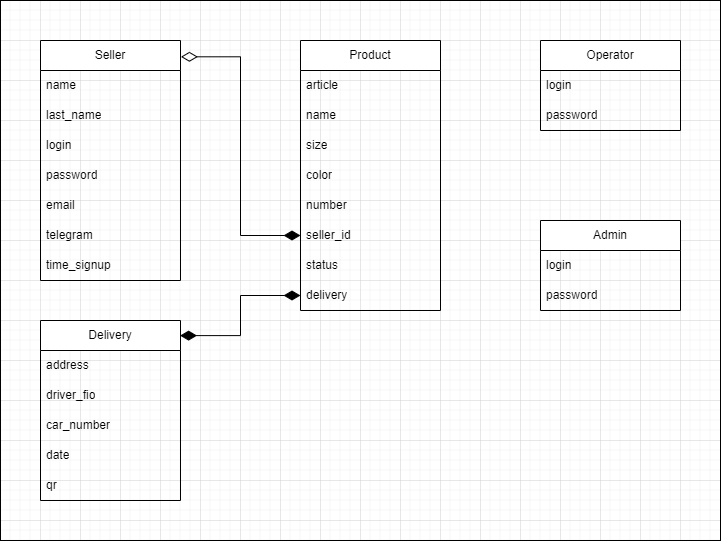 Seller
name
last_name
login
password
email
telegram
time_signup
Delivery
address
driver_fio
car_number
date
qr
Product
article
name
size
color
number
seller_id
status
delivery
Operator
login
password
Admin
login
password